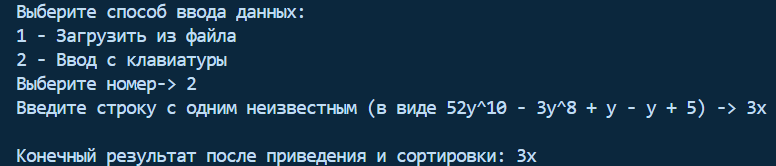 Выберите способ ввода данных:
1 - Загрузить из файла
2 - Ввод с клавиатуры
Выберите номер-> 2
Введите строку с одним неизвестным (в виде 52y^10 - 3y^8 + y - y + 5) -> 3x
Конечный результат после приведения и сортировки: 3x